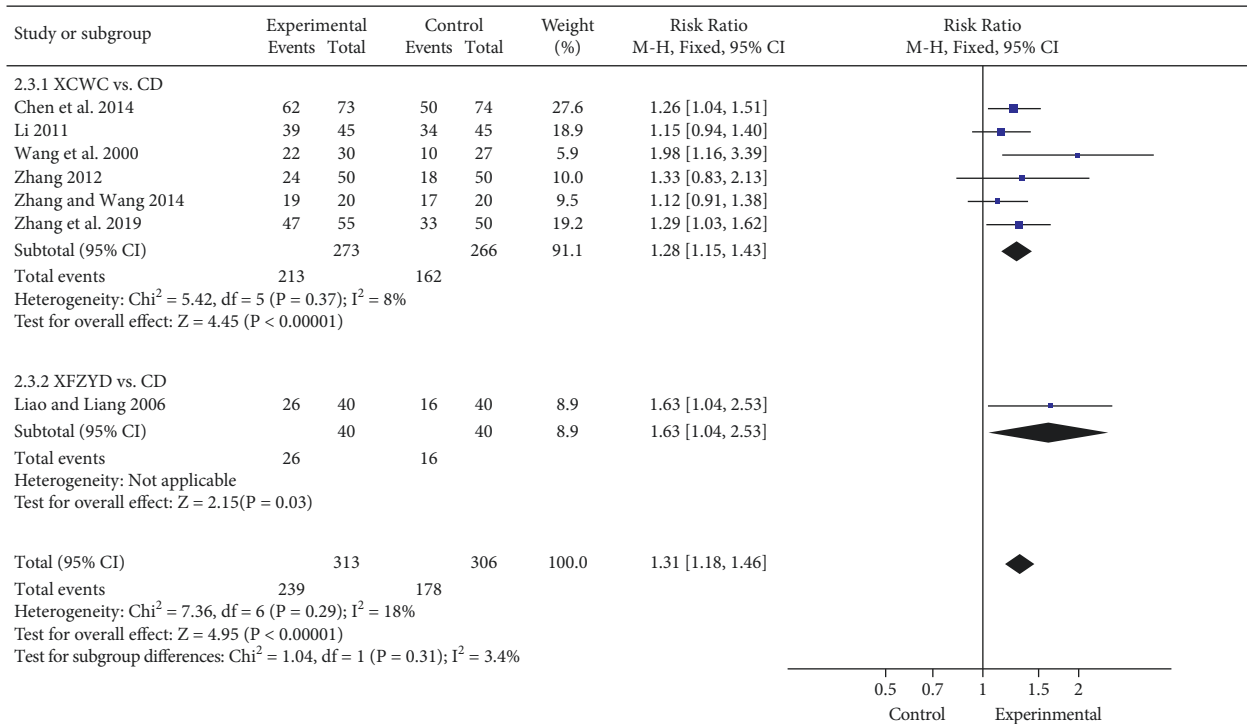 Study or subgroup Experimental Control Weight Risk Ratio Risk Ratio
Events Total Events Total (%) M-H, Fixed, 95% CI M-H, Fixed, 95% CI
2.3.1 XCWC vs. CD
Chen et al. 2014 62 73 50 74 27.6 1.26 [1.04, 1.51]
Li 2011 39 45 34 45 18.9 1.15 [0.94, 1.40]
Wang et al. 2000 22 30 10 27 5.9 1.98 [1.16, 3.39]
Zhang 2012 24 50 18 50 10.0 1.33 [0.83, 2.13]
Zhang and Wang 2014 19 20 17 20 9.5 1.12 [0.91, 1.38]
Zhang et al. 2019 47 55 33 50 19.2 1.29 [1.03, 1.62]
Subtotal (95% CI) 273 266 91.1 1.28 [1.15, 1.43]
Total events 213 162
Heterogeneity: Chi² = 5.42, df = 5 (P = 0.37); I² = 8%
Test for overall effect: Z = 4.45 (P < 0.00001)
2.3.2 XFZYD vs. CD
Liao and Liang 2006 26 40 16 40 8.9 1.63 [1.04, 2.53]
Subtotal (95% CI) 40 40 8.9 1.63 [1.04, 2.53]
Total events 26 16
Heterogeneity: Not applicable
Test for overall effect: Z = 2.15(P = 0.03)
Total (95% CI) 313 306 100.0 1.31 [1.18, 1.46]
Total events 239 178
Heterogeneity: Chi² = 7.36, df = 6 (P = 0.29); I² = 18%
Test for overall effect: Z = 4.95 (P < 0.00001)
Test for subgroup differences: Chi² = 1.04, df = 1 (P = 0.31); I² = 3.4%
0.5 0.7 1 1.5 2
Control Experimental